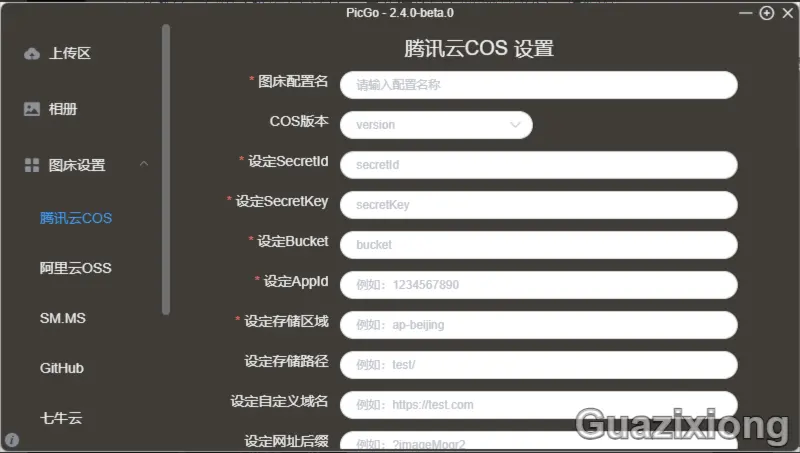 PicGo - 2.4.0-beta.0
上传区
相册
图床设置
腾讯云COS
阿里云OSS
SM.MS
GitHub
七牛云
腾讯云COS 设置
* 图床配置名 请输入配置名称
COS版本 version
* 设定SecretId secretId
* 设定SecretKey secretKey
* 设定Bucket bucket
* 设定AppId 例如：1234567890
* 设定存储区域 例如：ap-beijing
设定存储路径 例如：test/
设定自定义域名 例如：https://test.com
设定网址后缀 例如：?imageMogr2
Guazixiong